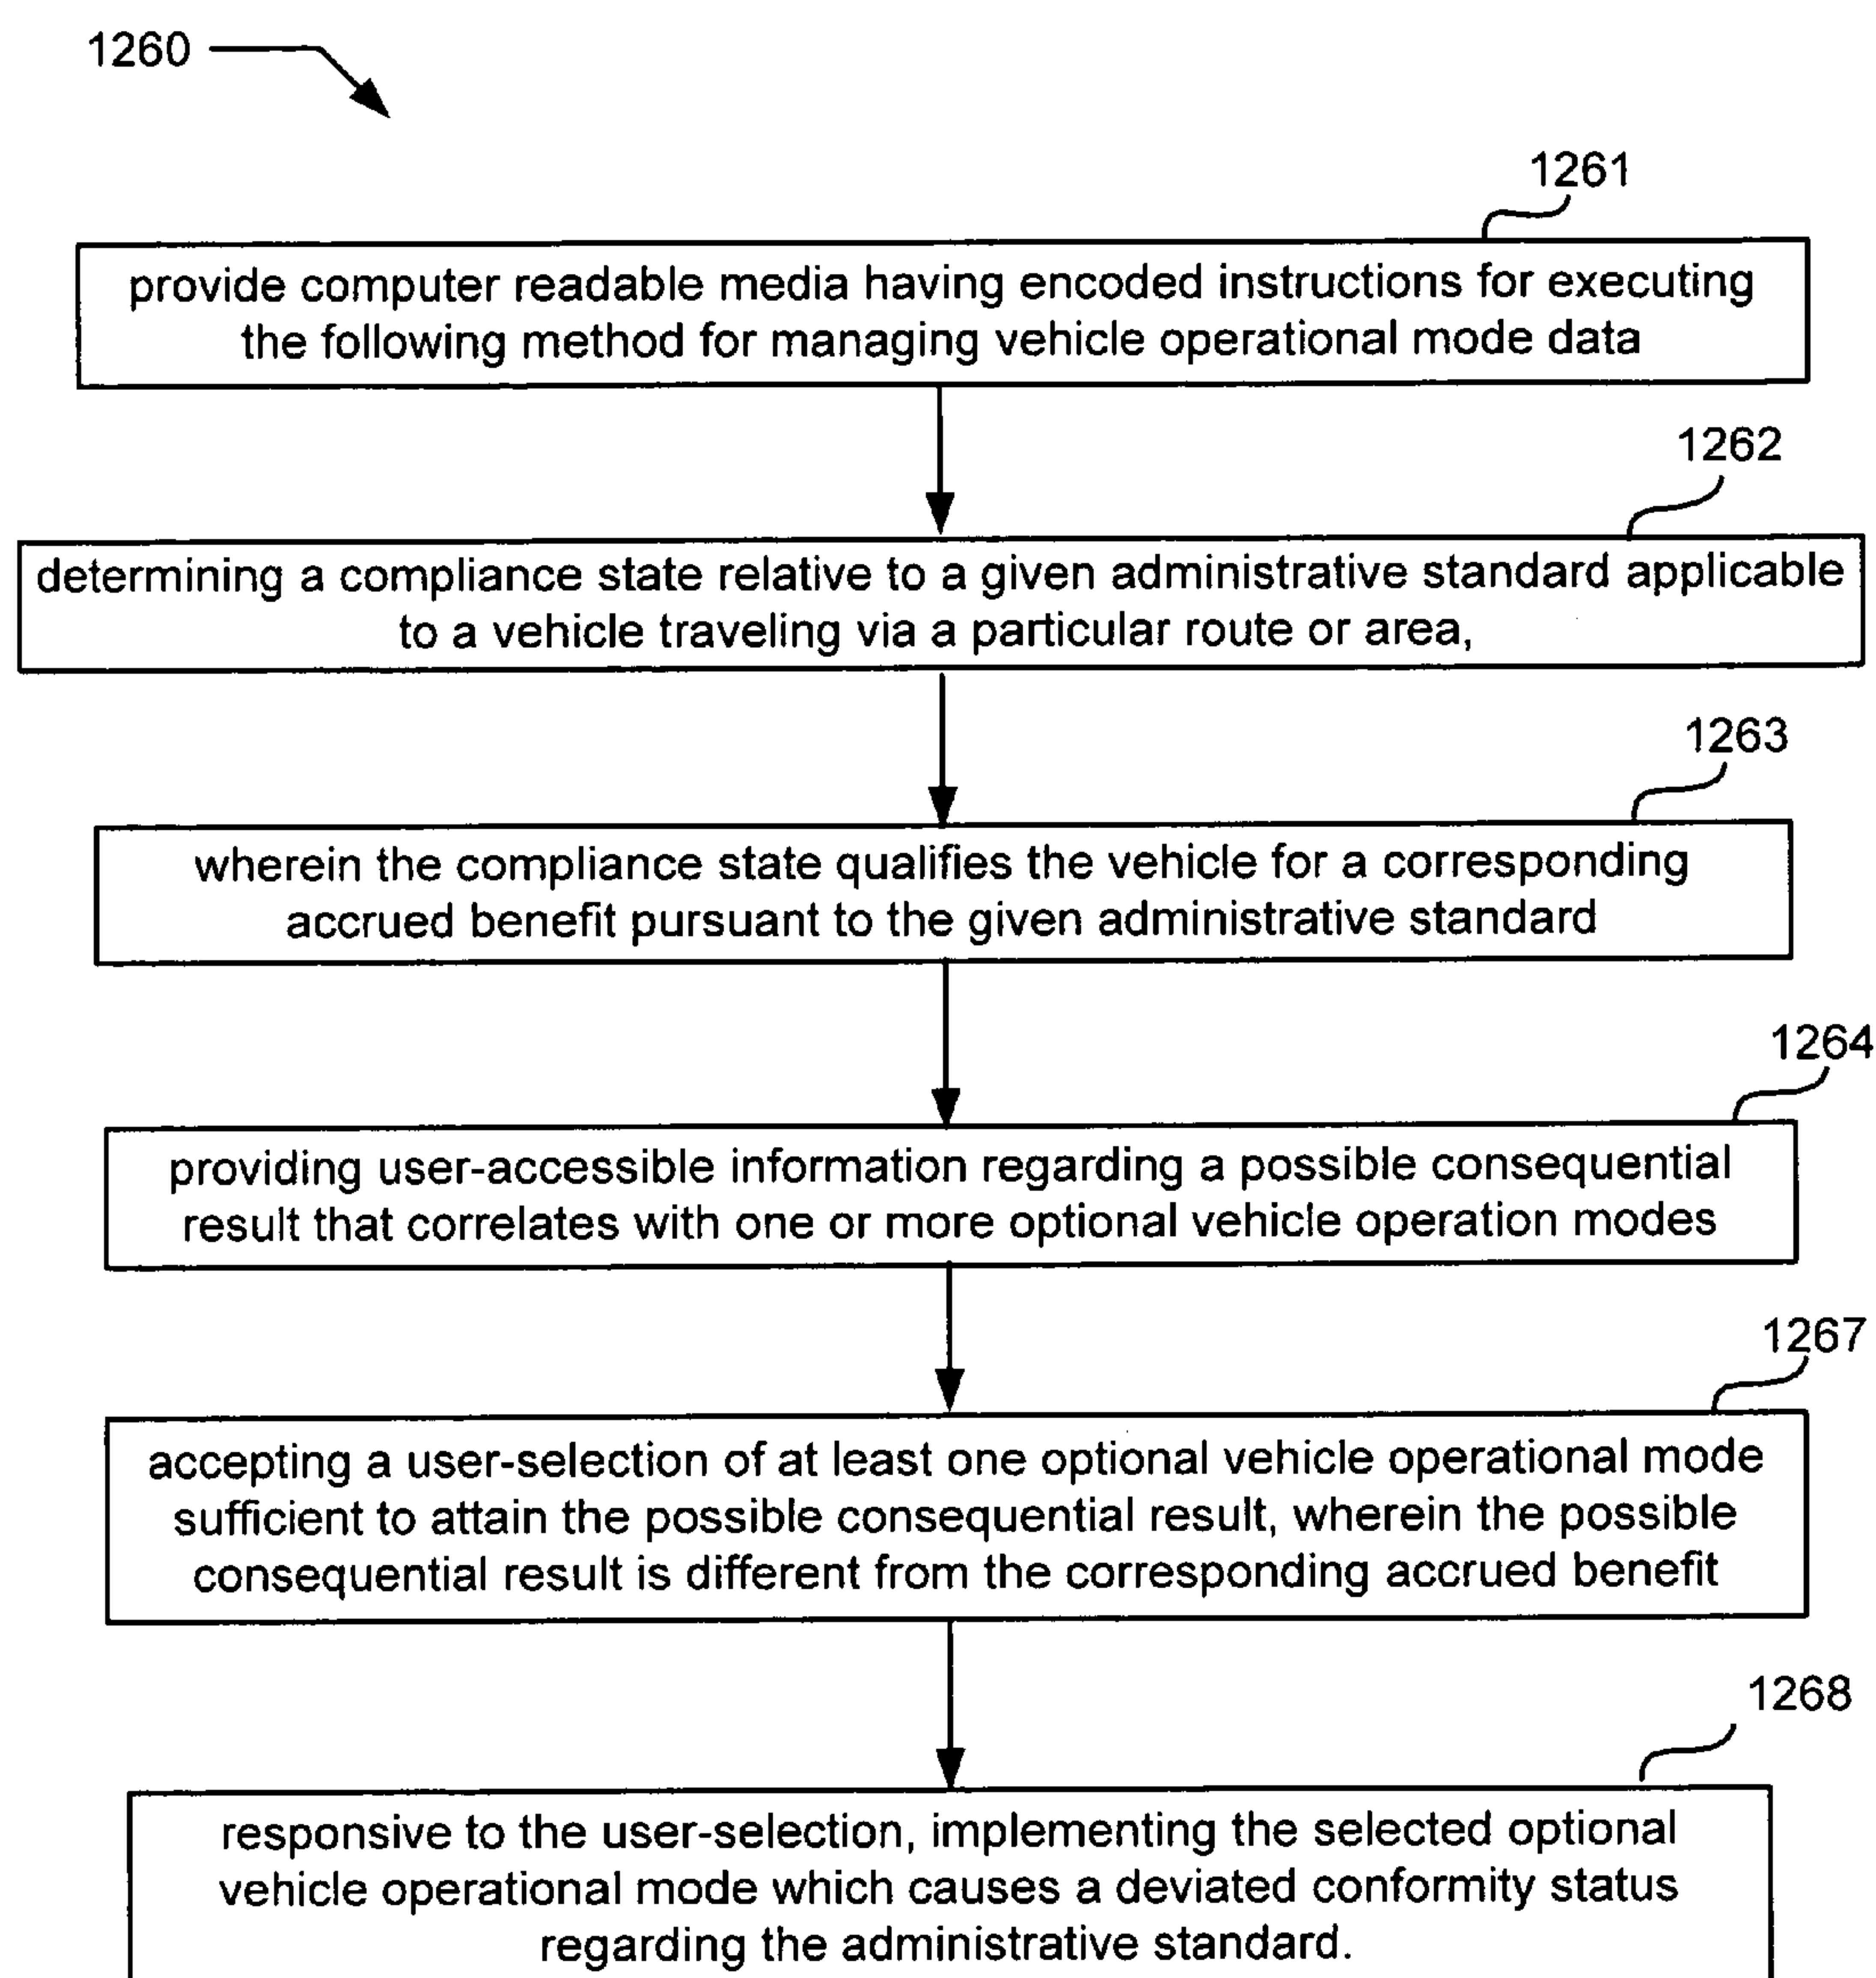 1260
1261
provide computer readable media having encoded instructions for executing
the following method for managing vehicle operational mode data
1262
determining a compliance state relative to a given administrative standard applicable
to a vehicle traveling via a particular route or area,
1263
wherein the compliance state qualifies the vehicle for a corresponding
accrued benefit pursuant to the given administrative standard
1264
providing user-accessible information regarding a possible consequential
result that correlates with one or more optional vehicle operation modes
1267
accepting a user-selection of at least one optional vehicle operational mode
sufficient to attain the possible consequential result, wherein the possible
consequential result is different from the corresponding accrued benefit
1268
responsive to the user-selection, implementing the selected optional
vehicle operational mode which causes a deviated conformity status
regarding the administrative standard.